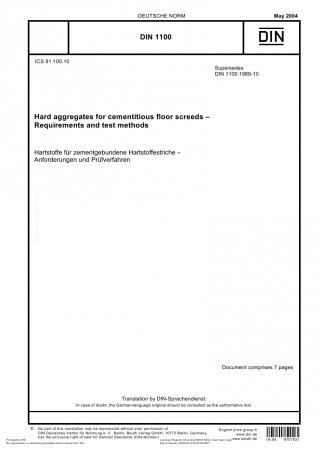 DEUTSCHE NORM
May 2004
DIN 1100
DIN
ICS 91.100.10
Supersedes
DIN 1100:1989-10
Hard aggregates for cementitious floor screeds –
Requirements and test methods
Hartstoffe für zementgebundene Hartstoffestriche –
Anforderungen und Prüfverfahren
Document comprises 7 pages
Translation by DIN-Sprachendienst.
In case of doubt, the German-language original should be consulted as the authoritative text.
© No part of this translation may be reproduced without prior permission of
DIN Deutsches Institut für Normung e. V., Berlin. Beuth Verlag GmbH, 10772 Berlin, Germany,
has the exclusive right of sale for German Standards (DIN-Normen).
English price group 8
www.din.de
www.beuth.de